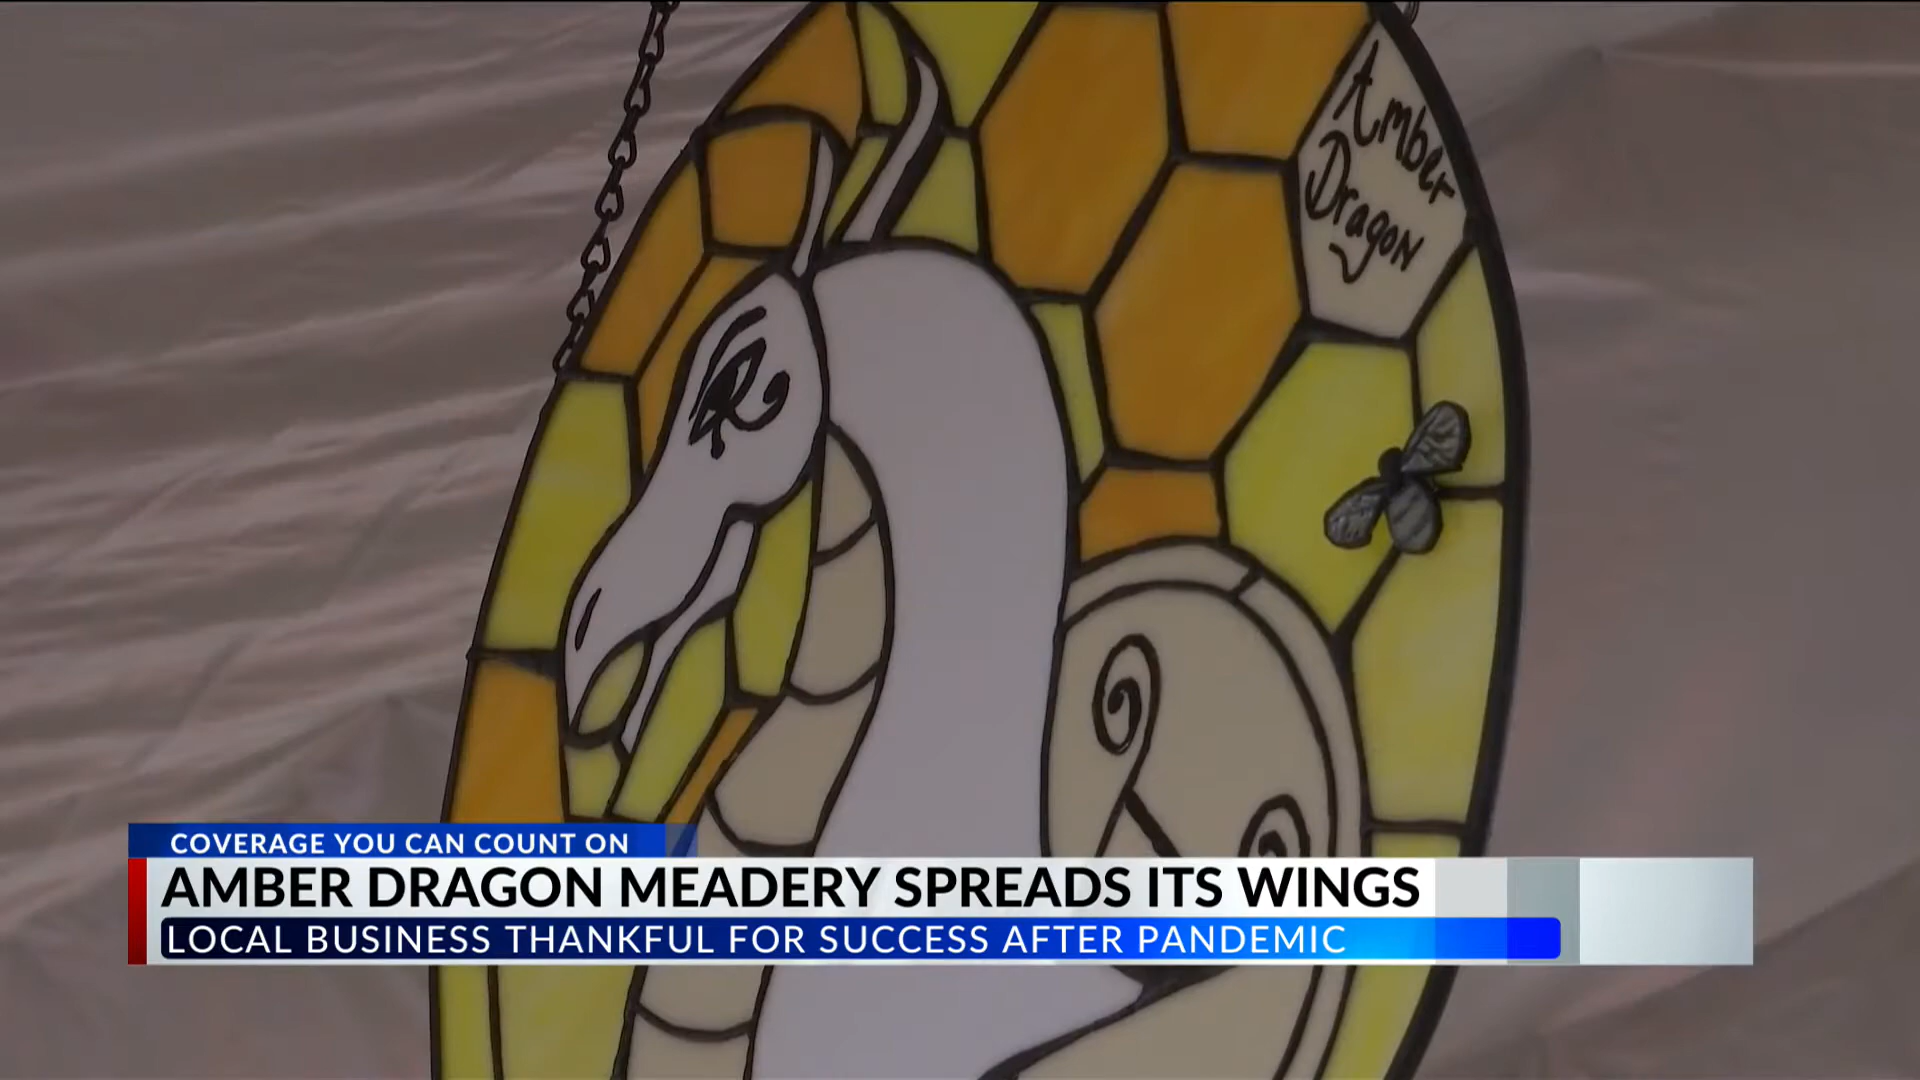 Amber
Dragon
COVERAGE YOU CAN COUNT ON
AMBER DRAGON MEADERY SPREADS ITS WINGS
LOCAL BUSINESS THANKFUL FOR SUCCESS AFTER PANDEMIC